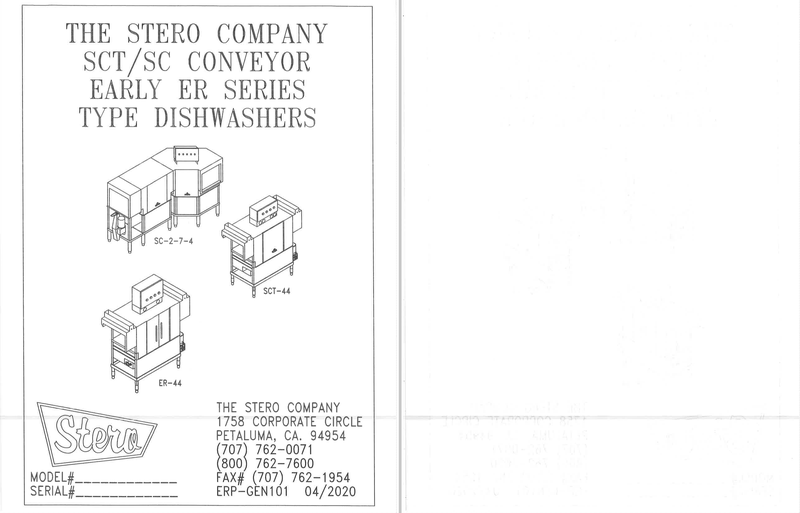 THE STERO COMPANY
SCT/SC CONVEYOR
EARLY ER SERIES
TYPE DISHWASHERS
SC-2-7-4
SCT-44
ER-44
Stero
MODEL#____________
SERIAL#____________
THE STERO COMPANY
1758 CORPORATE CIRCLE
PETALUMA, CA. 94954
(707) 762-0071
(800) 762-7600
FAX# (707) 762-1954
ERP-GEN101 04/2020